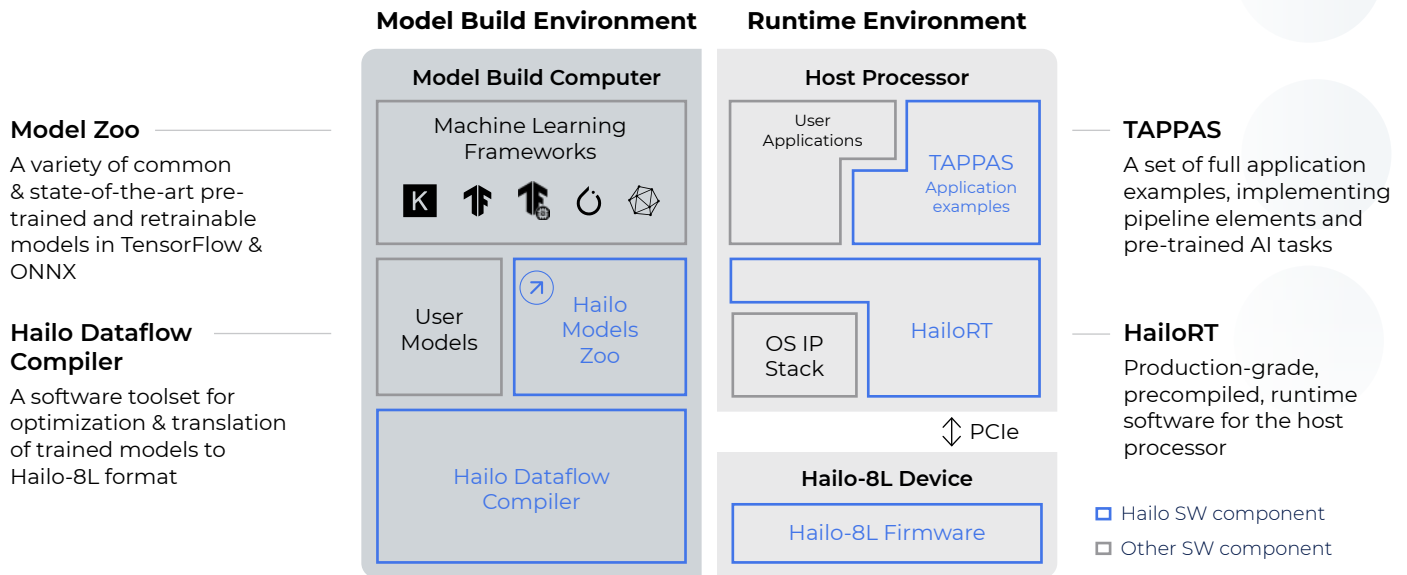 Model Build Environment
Runtime Environment
Model Zoo
A variety of common
& state-of-the-art pre-
trained and retrainable
models in TensorFlow &
ONNX
Hailo Dataflow
Compiler
A software toolset for
optimization & translation
of trained models to
Hailo-8L format
Model Build Computer
Machine Learning
Frameworks
K
User
Models
Hailo
Models
Zoo
Hailo Dataflow
Compiler
Host Processor
User
Applications
TAPPAS
Application
examples
HailoRT
OS IP
Stack
PCIe
Hailo-8L Device
Hailo-8L Firmware
TAPPAS
A set of full application
examples, implementing
pipeline elements and
pre-trained AI tasks
HailoRT
Production-grade,
precompiled, runtime
software for the host
processor
Hailo SW component
Other SW component